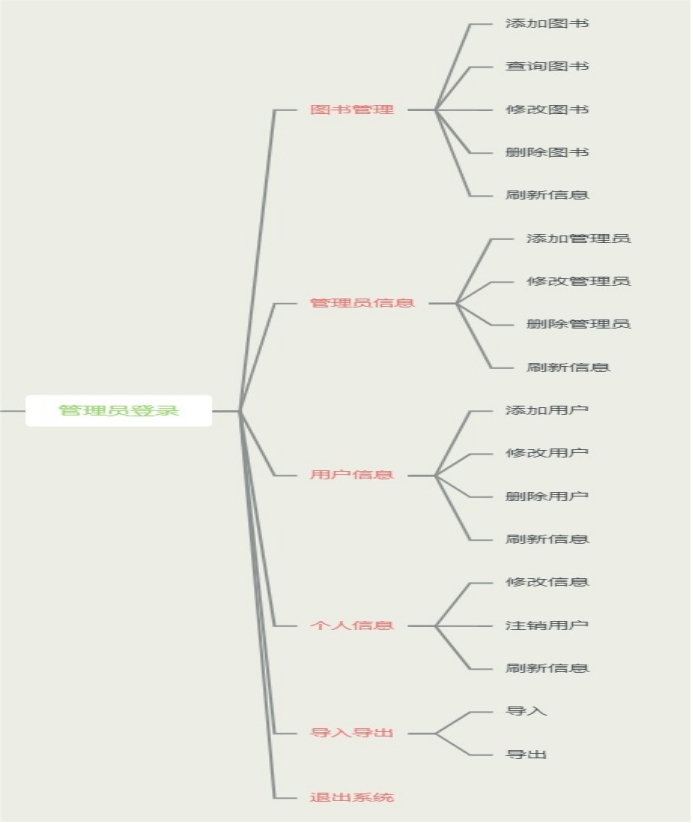 添加图书
查询图书
图书管理
修改图书
删除图书
刷新信息
添加管理员
修改管理员
管理员信息
删除管理员
刷新信息
管理员登录
添加用户
修改用户
用户信息
删除用户
刷新信息
修改信息
个人信息
注销用户
刷新信息
导入
导入导出
导出
退出系统